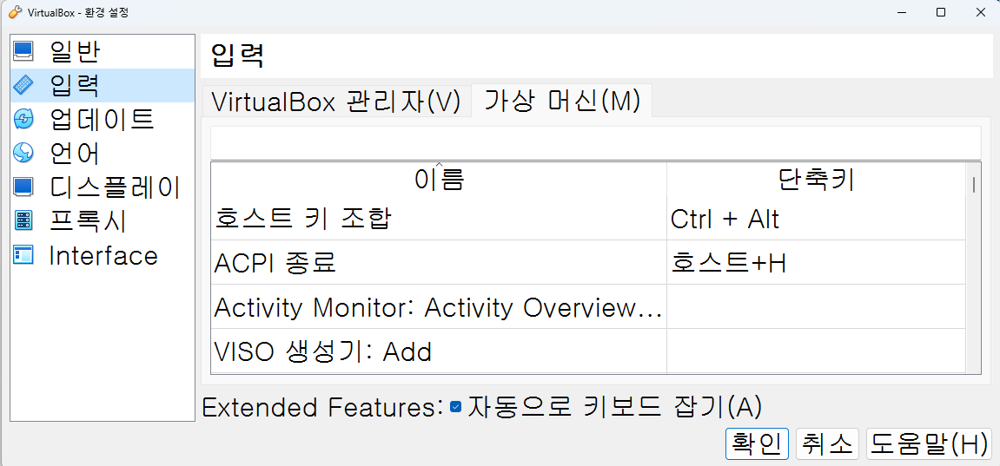 VirtualBox - 환경 설정
일반
입력
업데이트
언어
디스플레이
프록시
Interface
입력
VirtualBox 관리자(V)
가상 머신(M)
이름 단축키
호스트 키 조합 Ctrl + Alt
ACPI 종료 호스트+H
Activity Monitor: Activity Overview...
VISO 생성기: Add
Extended Features: 자동으로 키보드 잡기(A)
확인 취소 도움말(H)